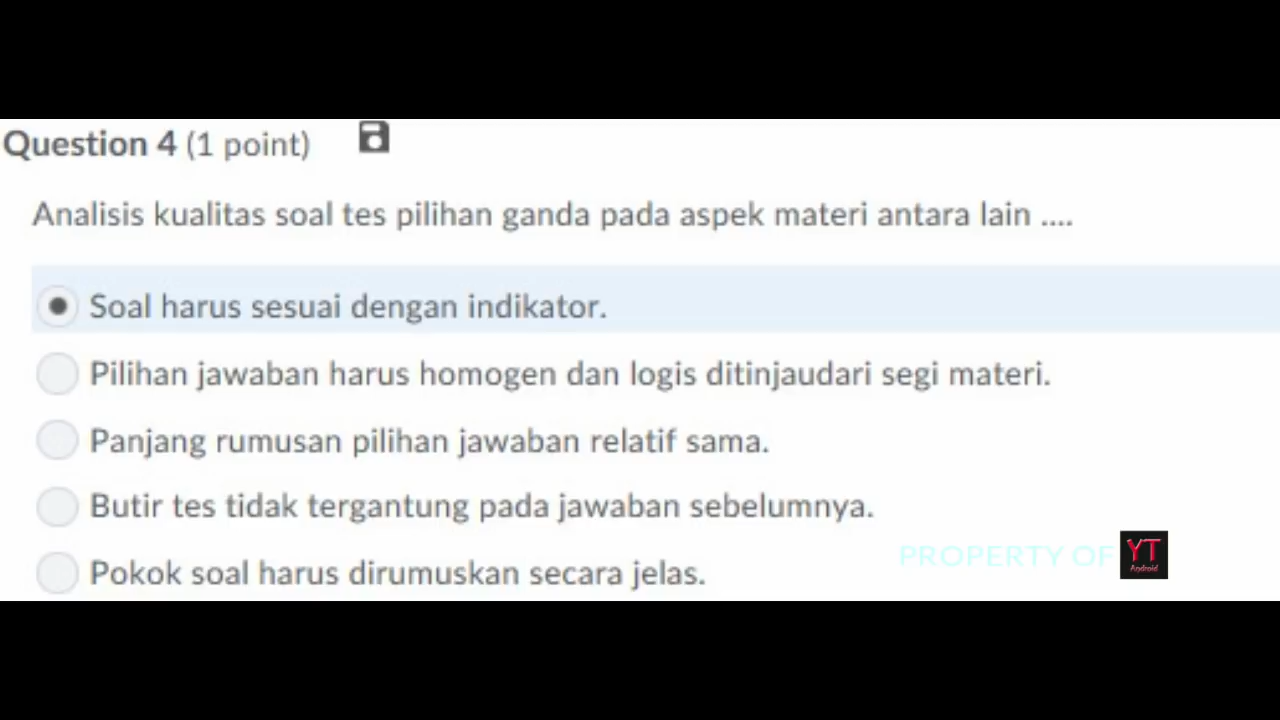 Question 4 (1 point)
Analisis kualitas soal tes pilihan ganda pada aspek materi antara lain ....
Soal harus sesuai dengan indikator.
Pilihan jawaban harus homogen dan logis ditinjaudari segi materi.
Panjang rumusan pilihan jawaban relatif sama.
Butir tes tidak tergantung pada jawaban sebelumnya.
PROPERTY OF YT
Android
Pokok soal harus dirumuskan secara jelas.